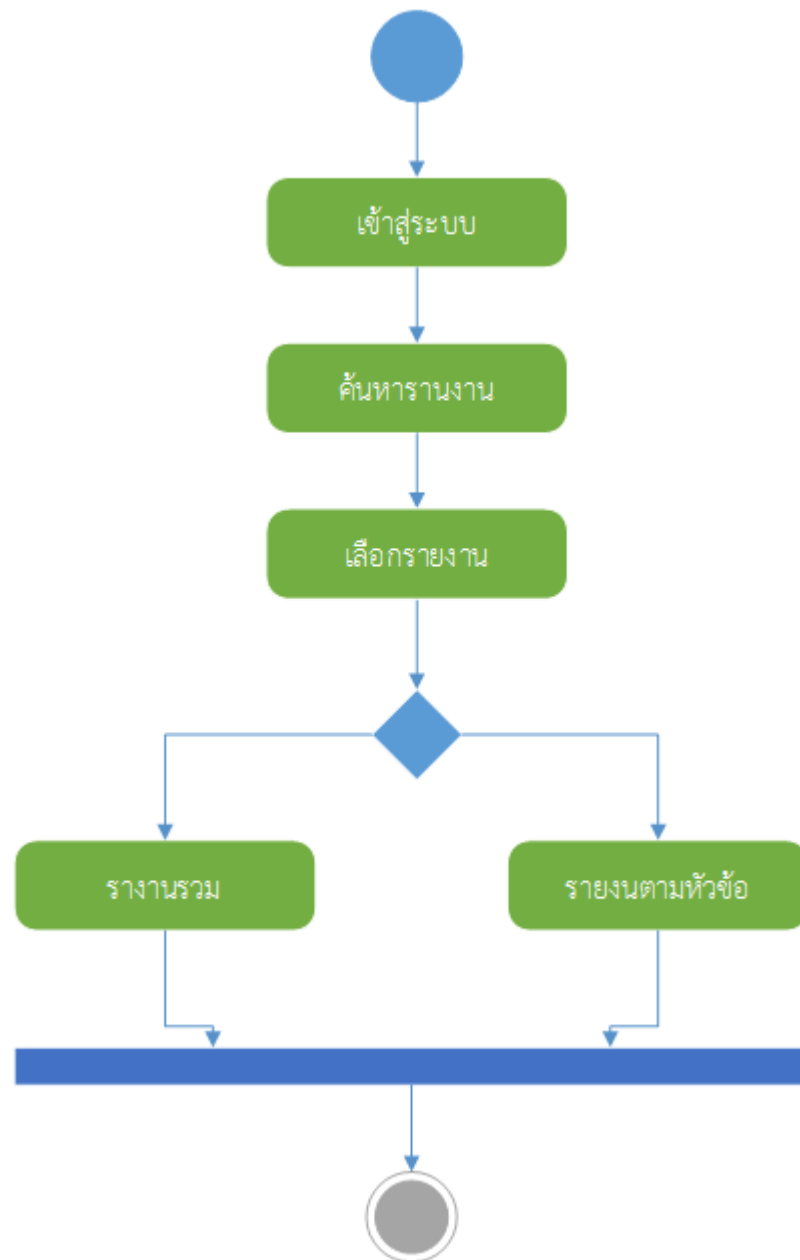 เข้าสู่ระบบ
ค้นหารานงาน
เลือกรายงาน
รางานรวม
รายงนตามหัวข้อ